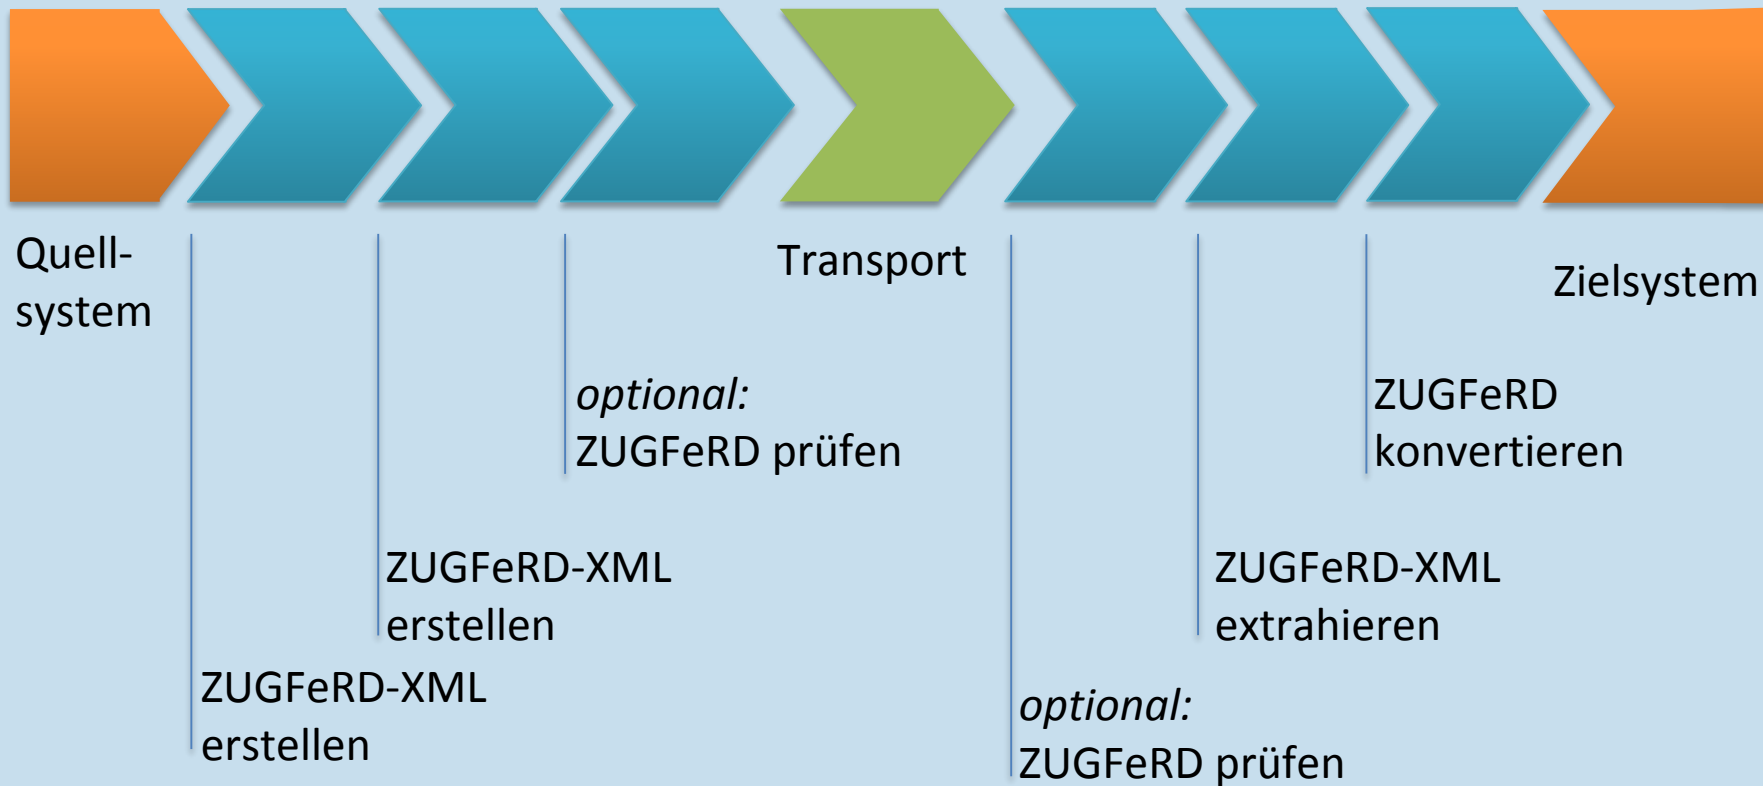 Quell-
system
ZUGFeRD-XML
erstellen
ZUGFeRD-XML
erstellen
optional:
ZUGFeRD prüfen
Transport
optional:
ZUGFeRD prüfen
ZUGFeRD-XML
extrahieren
ZUGFeRD
konvertieren
Zielsystem